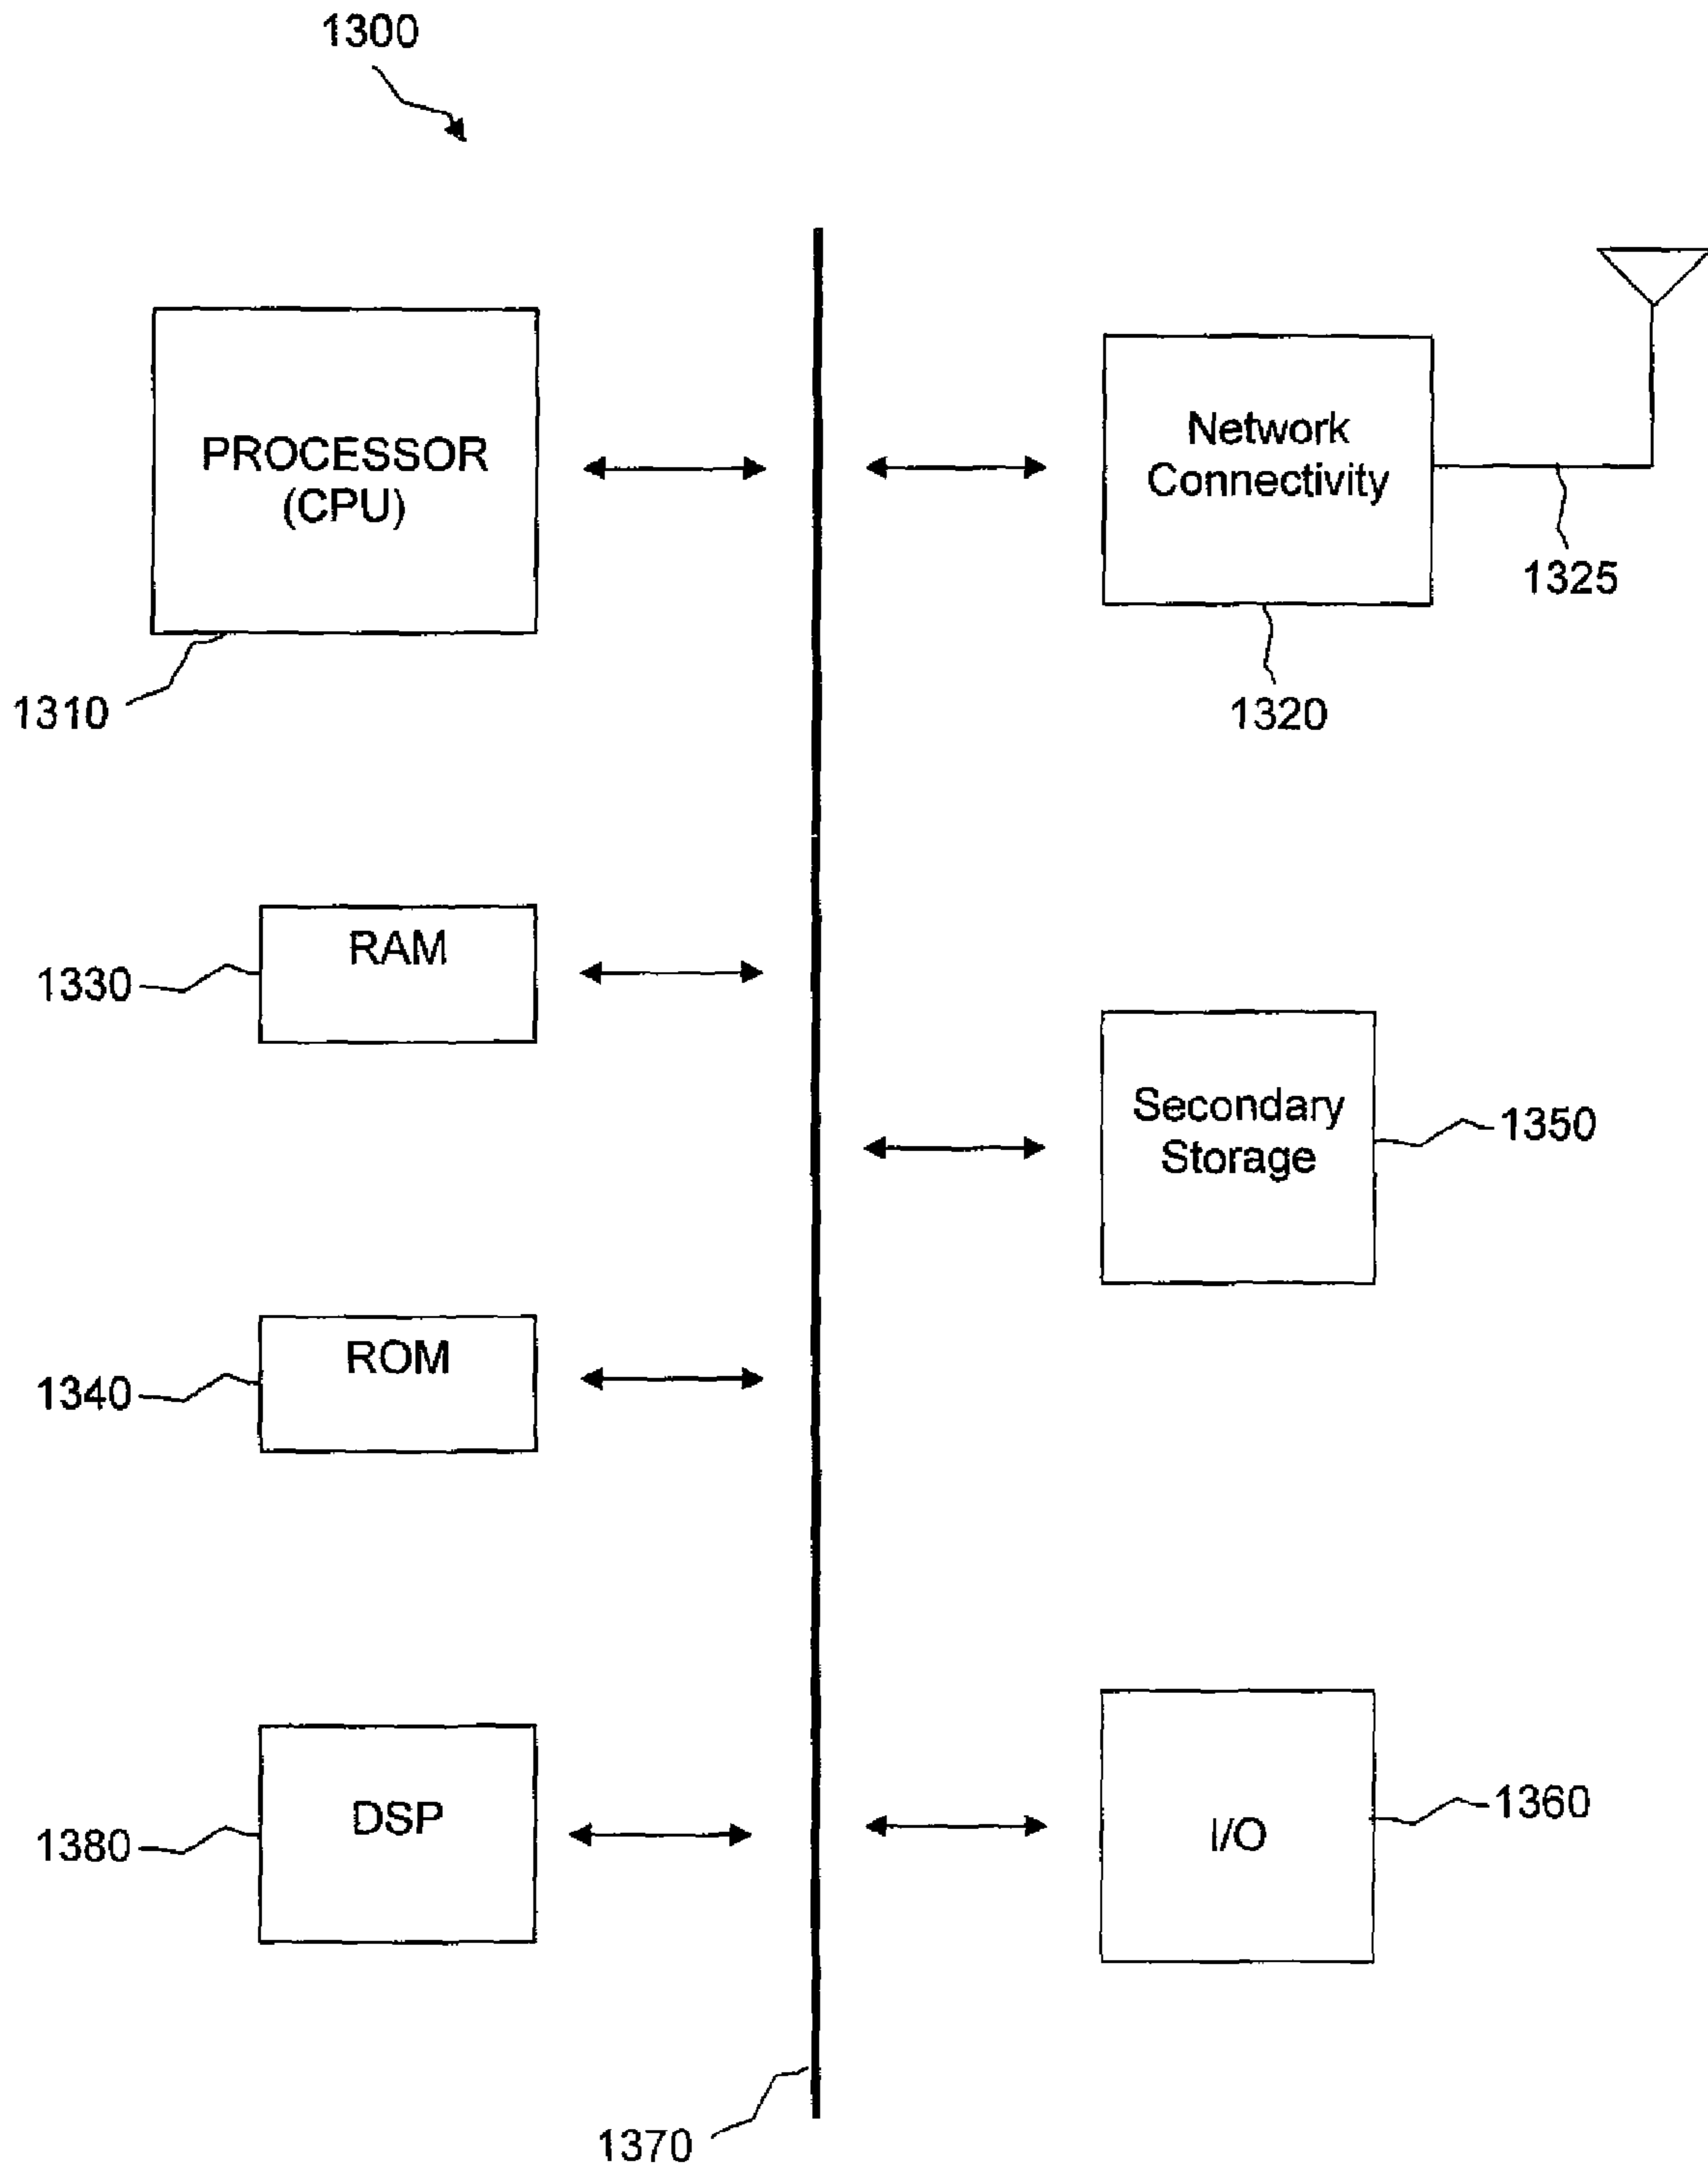 1300
PROCESSOR
(CPU)
1310
Network
Connectivity
1325
1320
RAM
1330
Secondary
Storage
1350
ROM
1340
DSP
1380
I/O
1360
1370